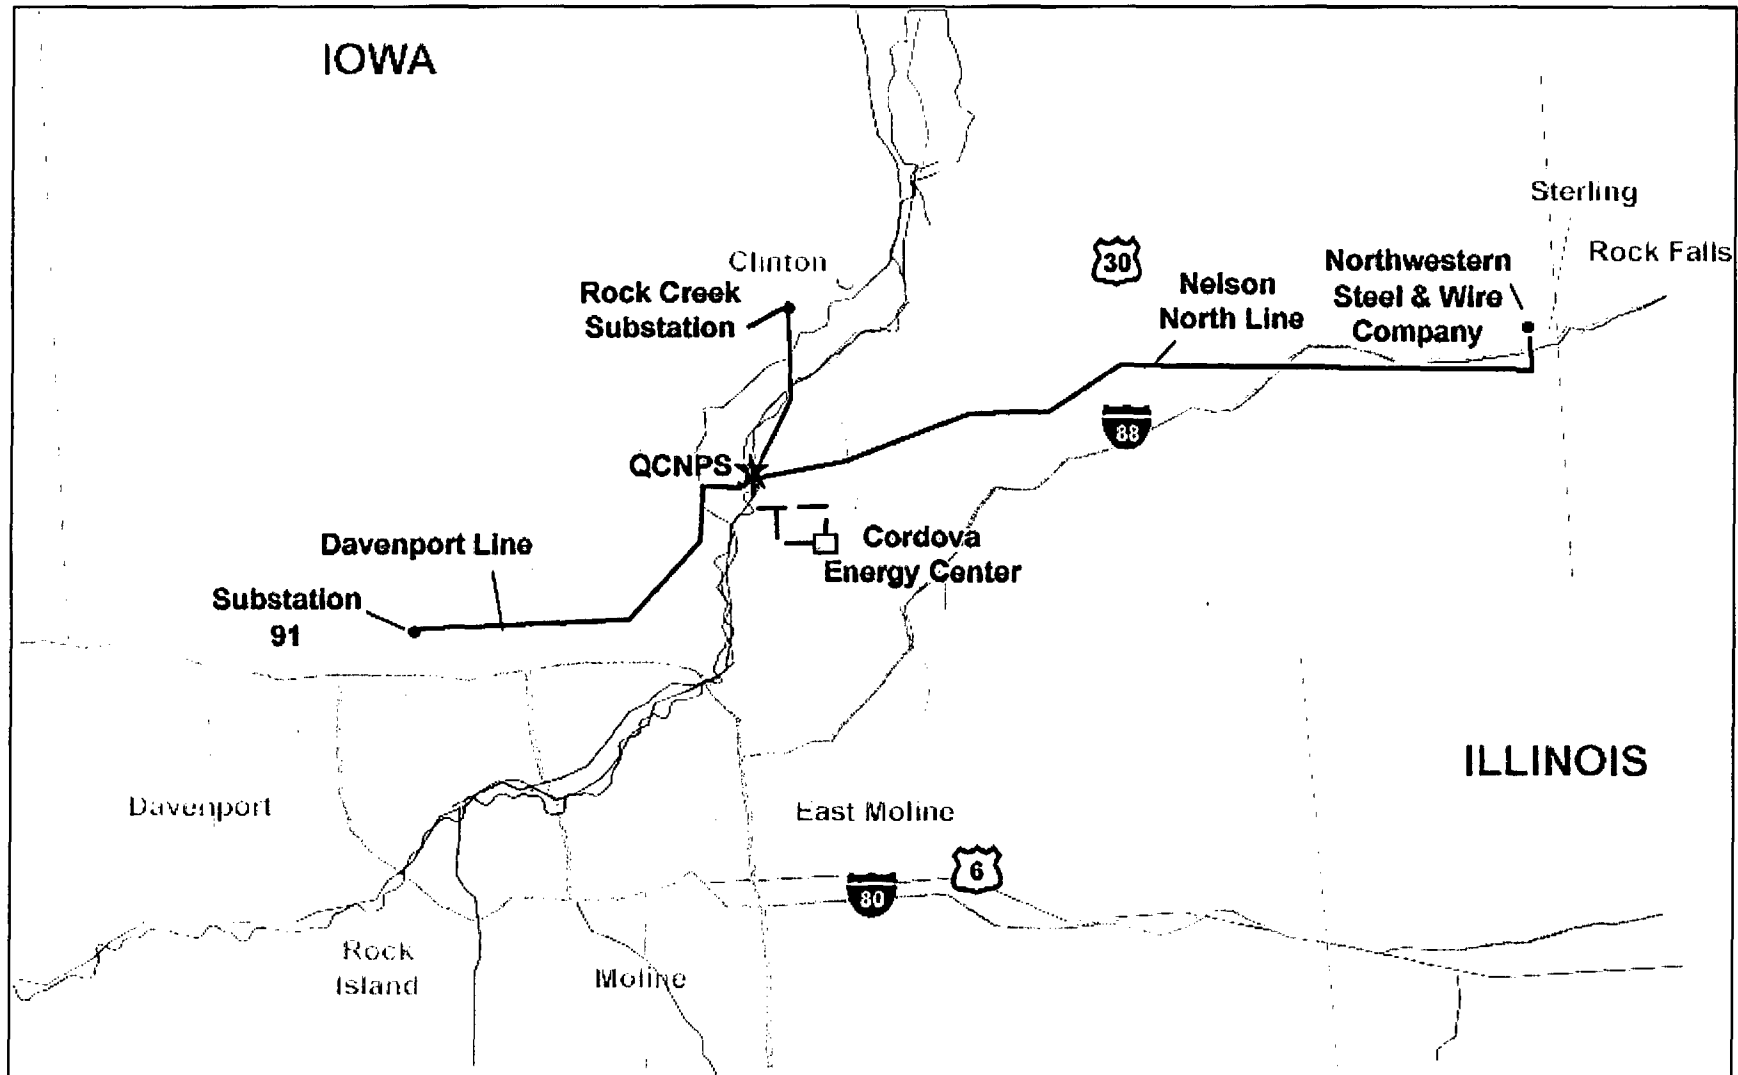 IOWA
Sterling
Rock Falls
Clinton
30
Northwestern
Steel & Wire
Company
Nelson
North Line
Rock Creek
Substation
88
QCNPS
Davenport Line
Cordova
Energy Center
Substation
91
ILLINOIS
Davenport
East Moline
6
80
Rock
Island
Moline